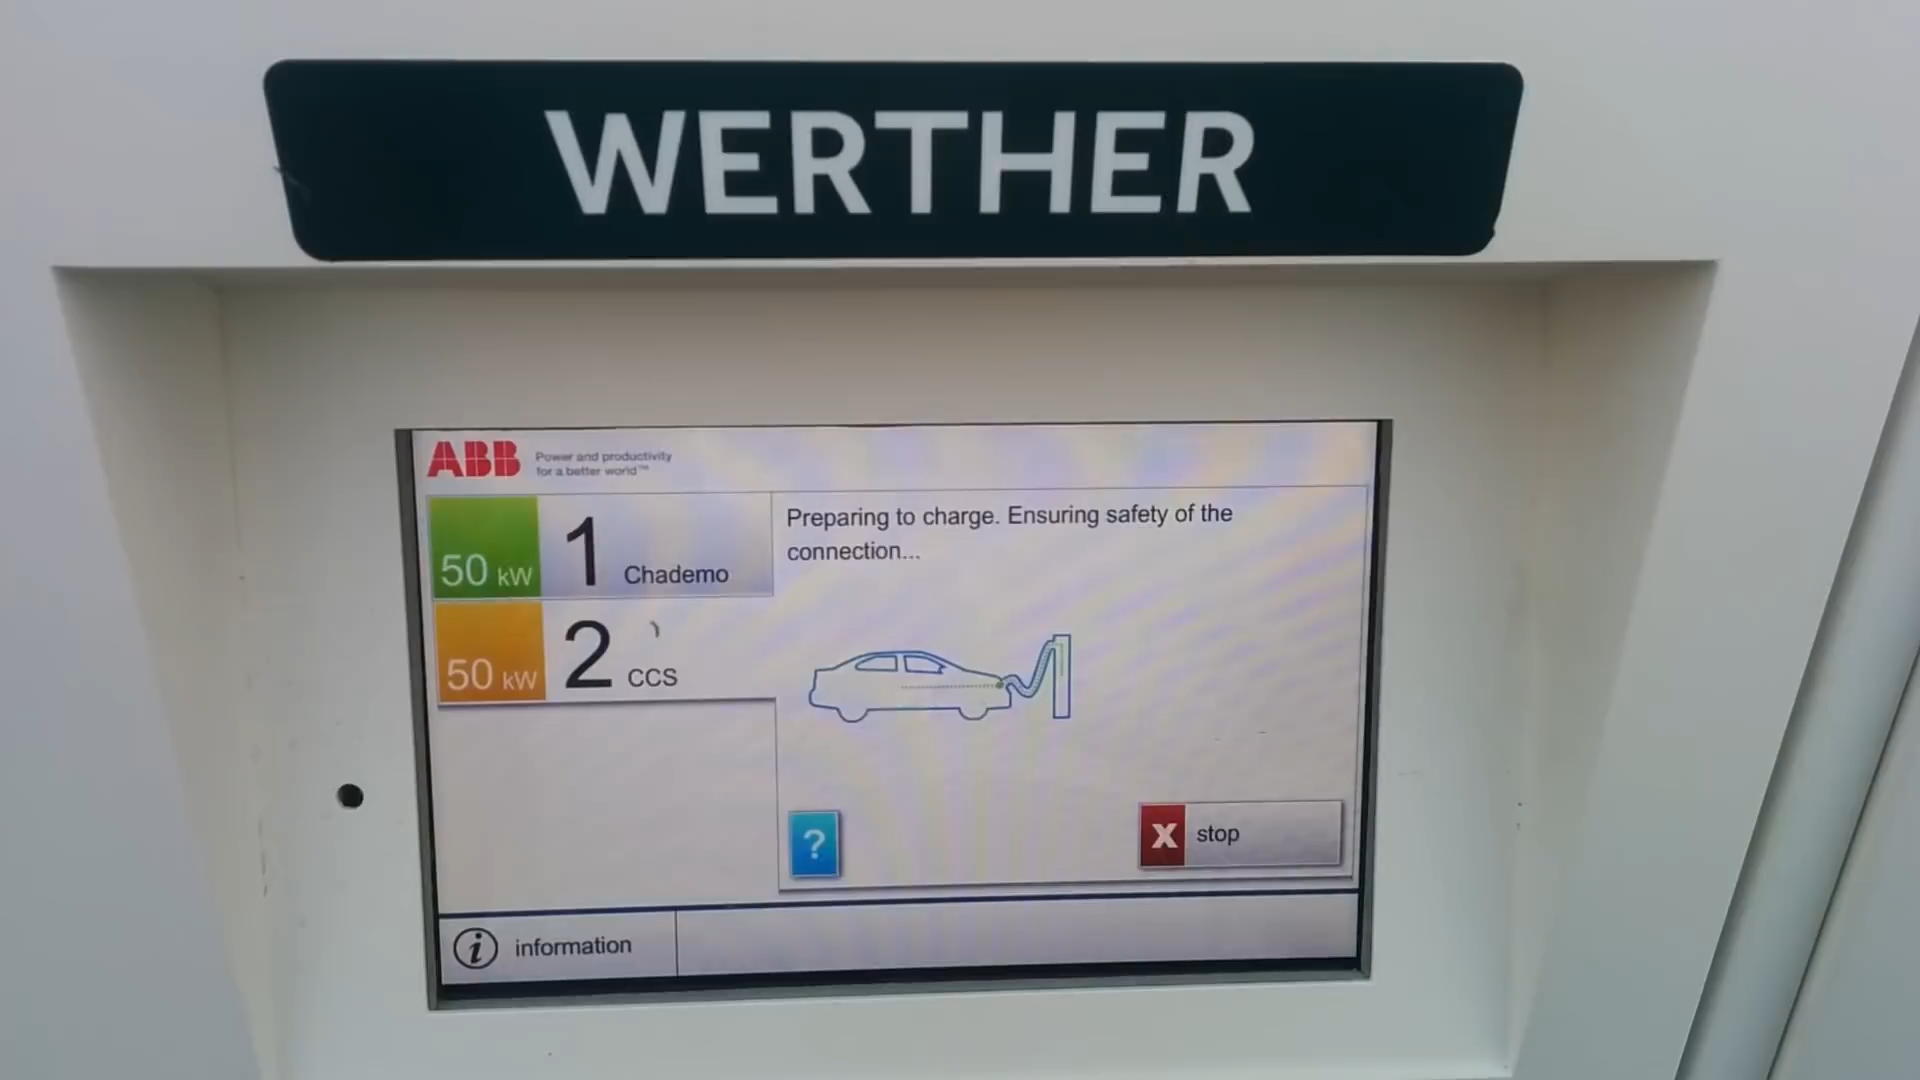 WERTHER
ABB
Power and productivity
for a better world™
50 kW 1 Chademo
50 kW 2 CCS
Preparing to charge. Ensuring safety of the
connection...
?
X stop
i information